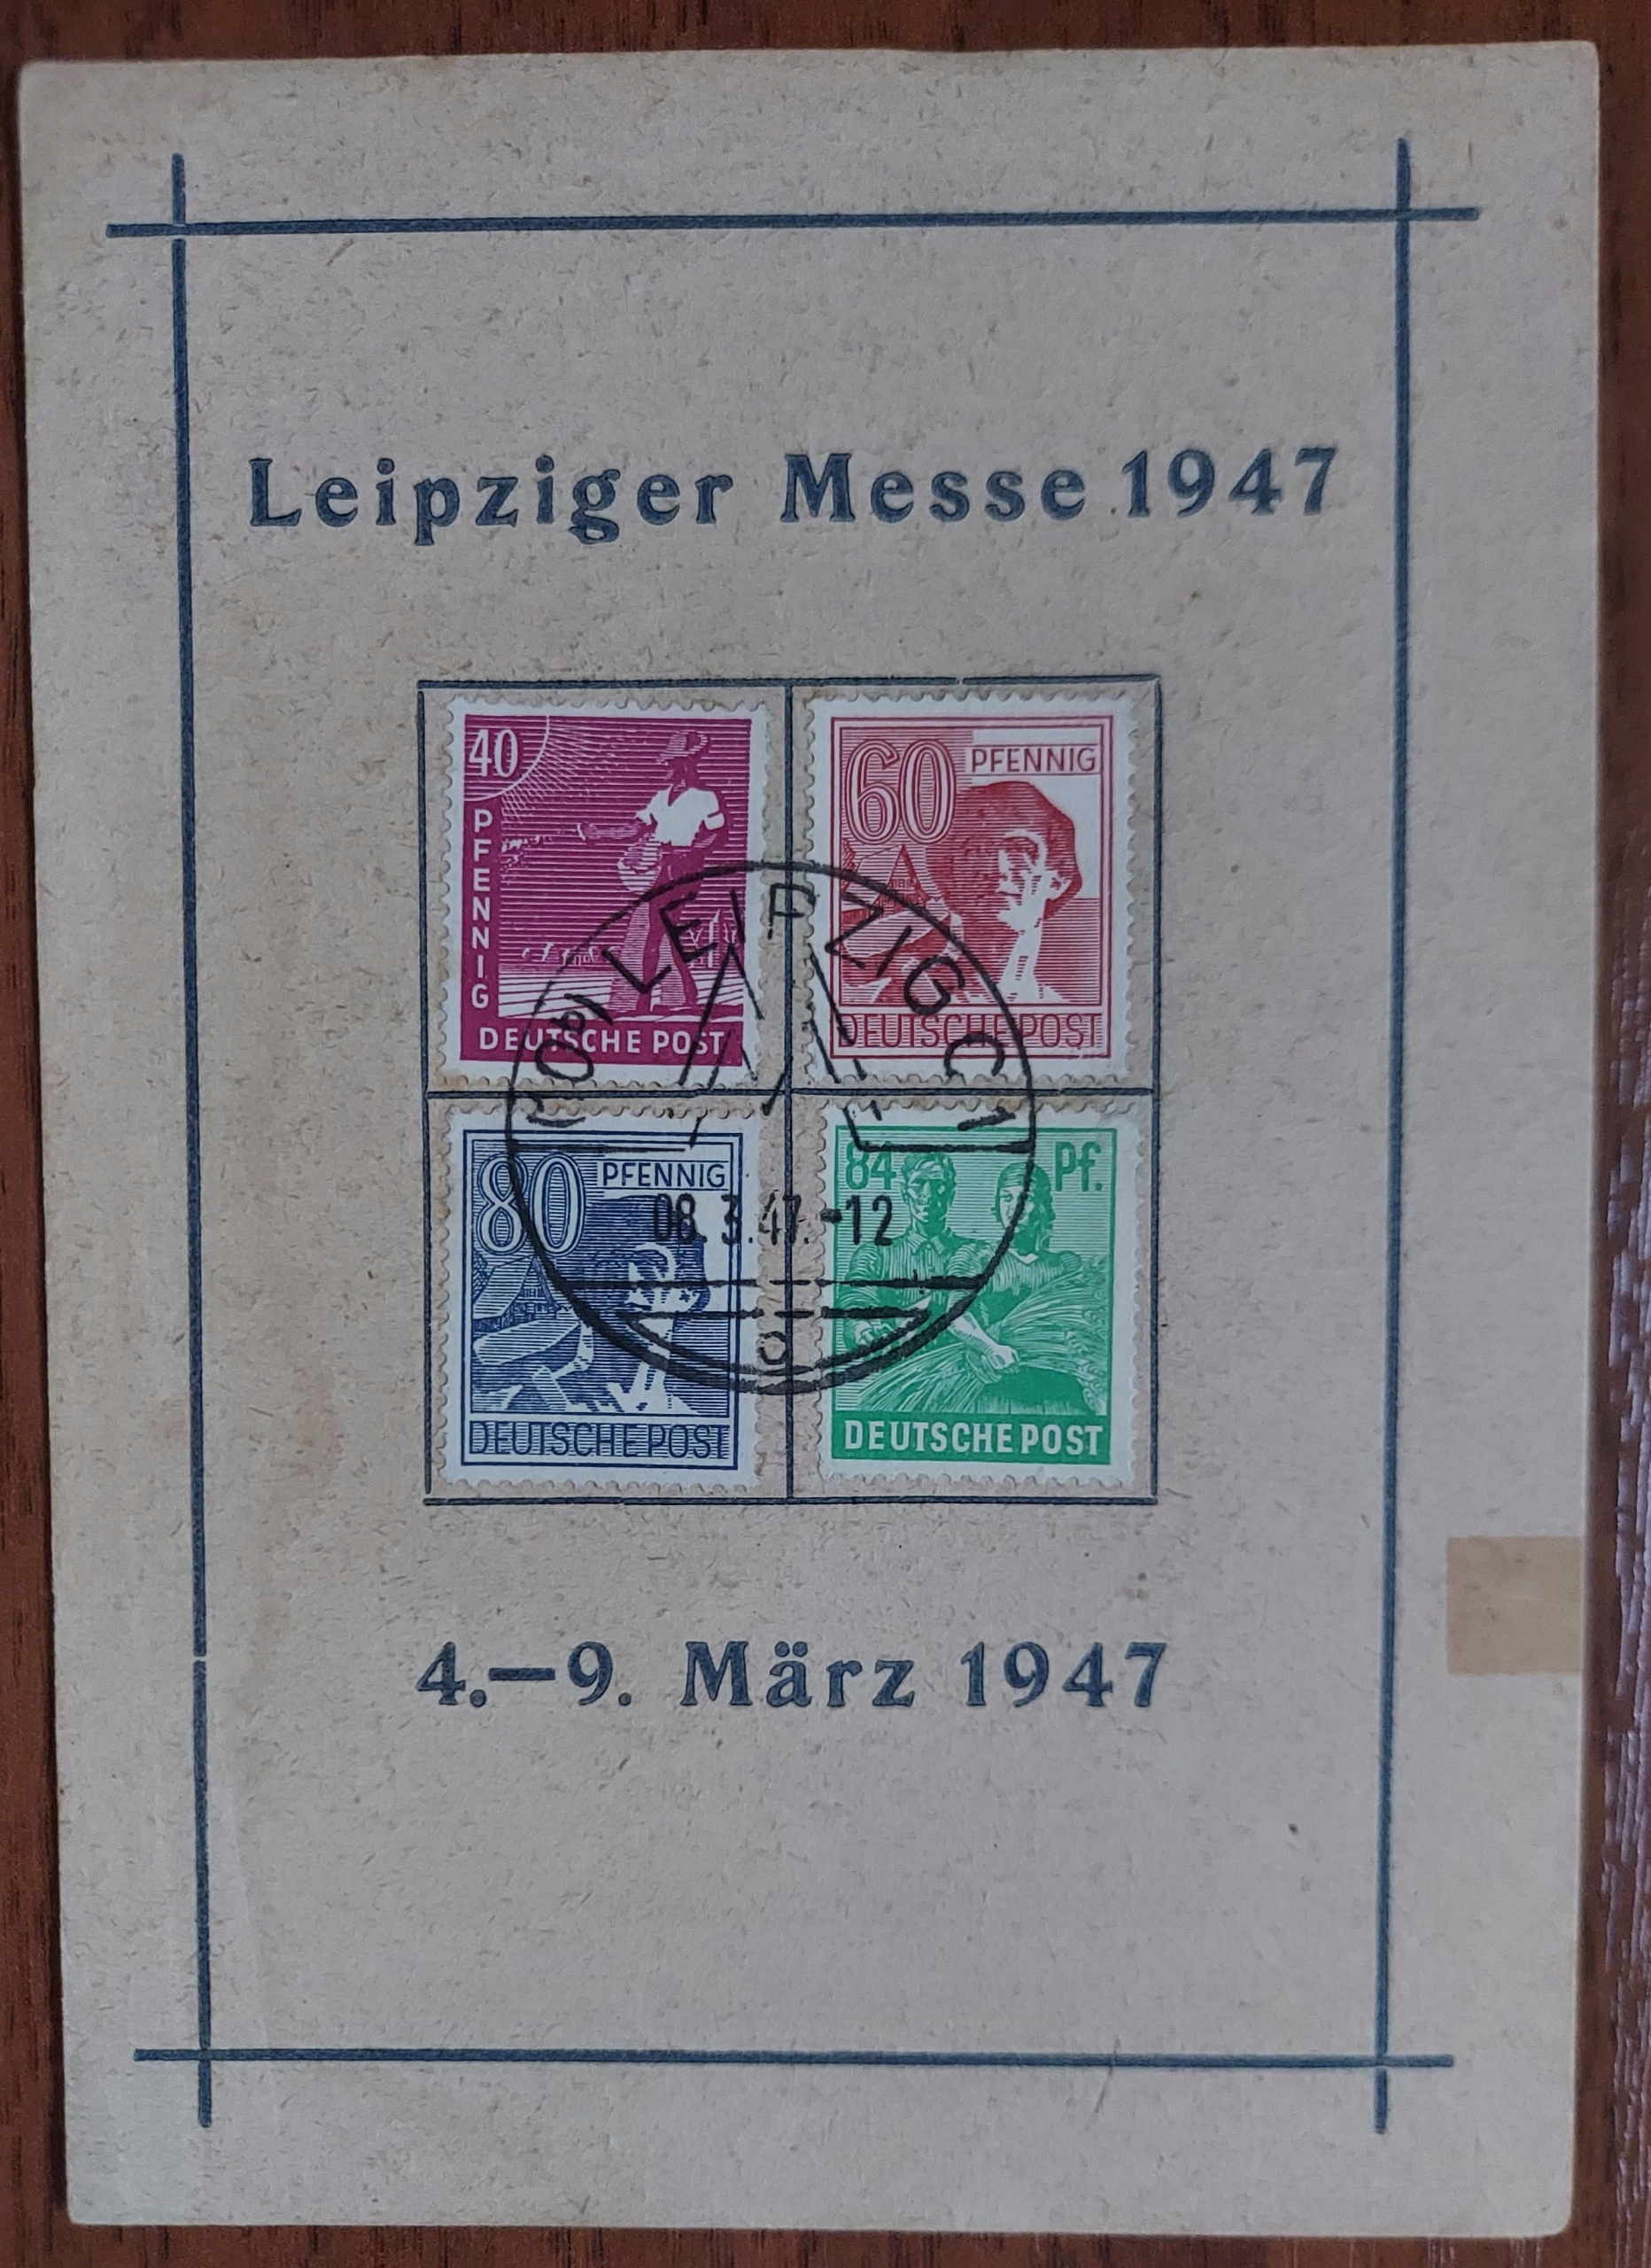 Leipziger Messe 1947
40
PFENNIG
DEUTSCHE POST
60 PFENNIG
DEUTSCHE POST
LEIPZIG C1
80 PFENNIG
DEUTSCHE POST
08.3.47.-12
84 Pf.
DEUTSCHE POST
4.—9. März 1947